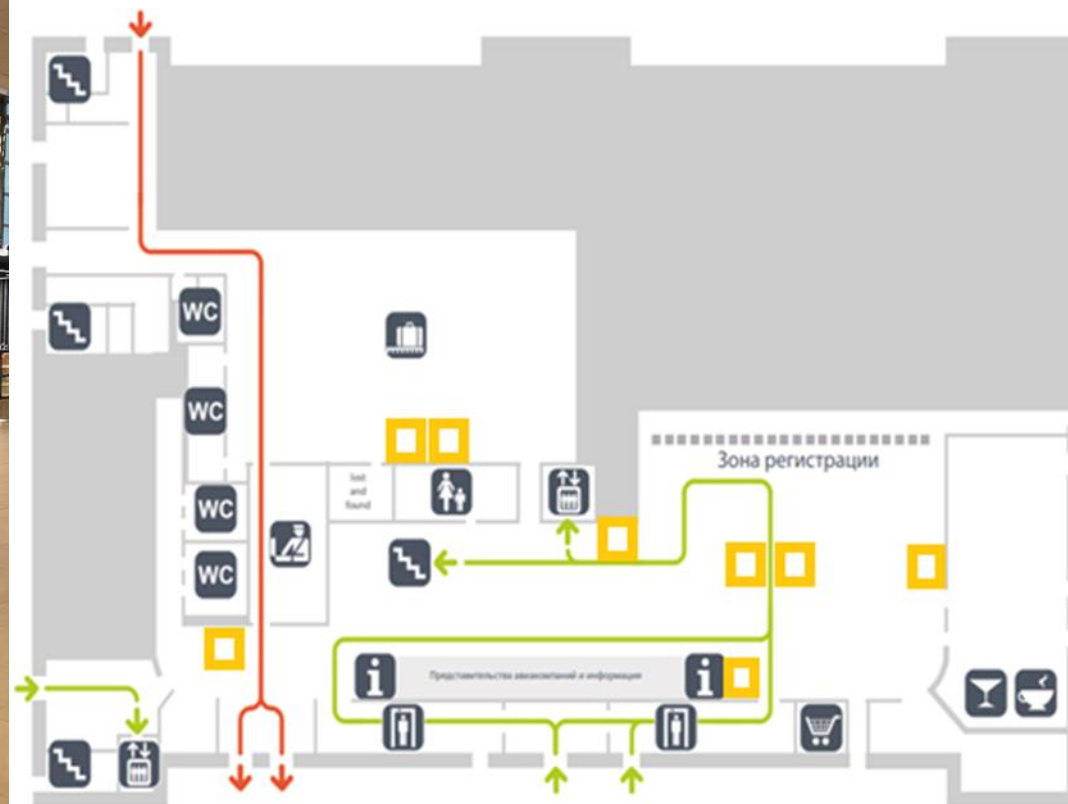 WC
WC
lost
and
found
Зона регистрации
WC
WC
i
i
Представительства авиакомпаний и информация